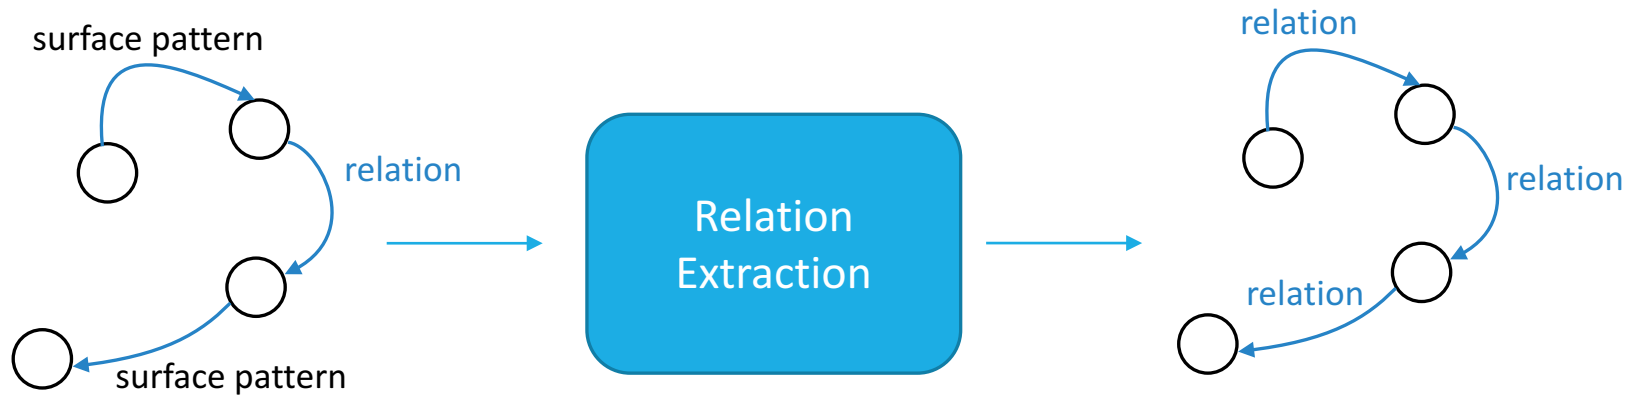 surface pattern
relation
surface pattern
Relation
Extraction
relation
relation
relation